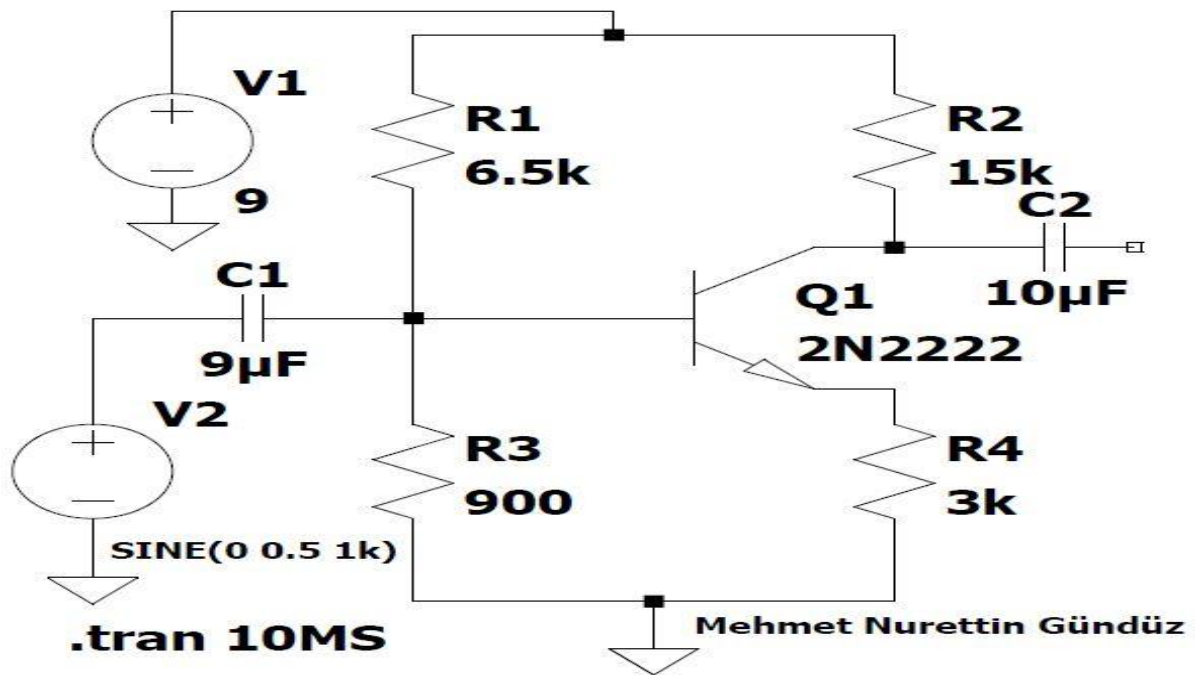 V1
9
R1
6.5k
R2
15k
C1
9µF
C2
10µF
Q1
2N2222
V2
SINE(0 0.5 1k)
R3
900
R4
3k
.tran 10MS
Mehmet Nurettin Gündüz